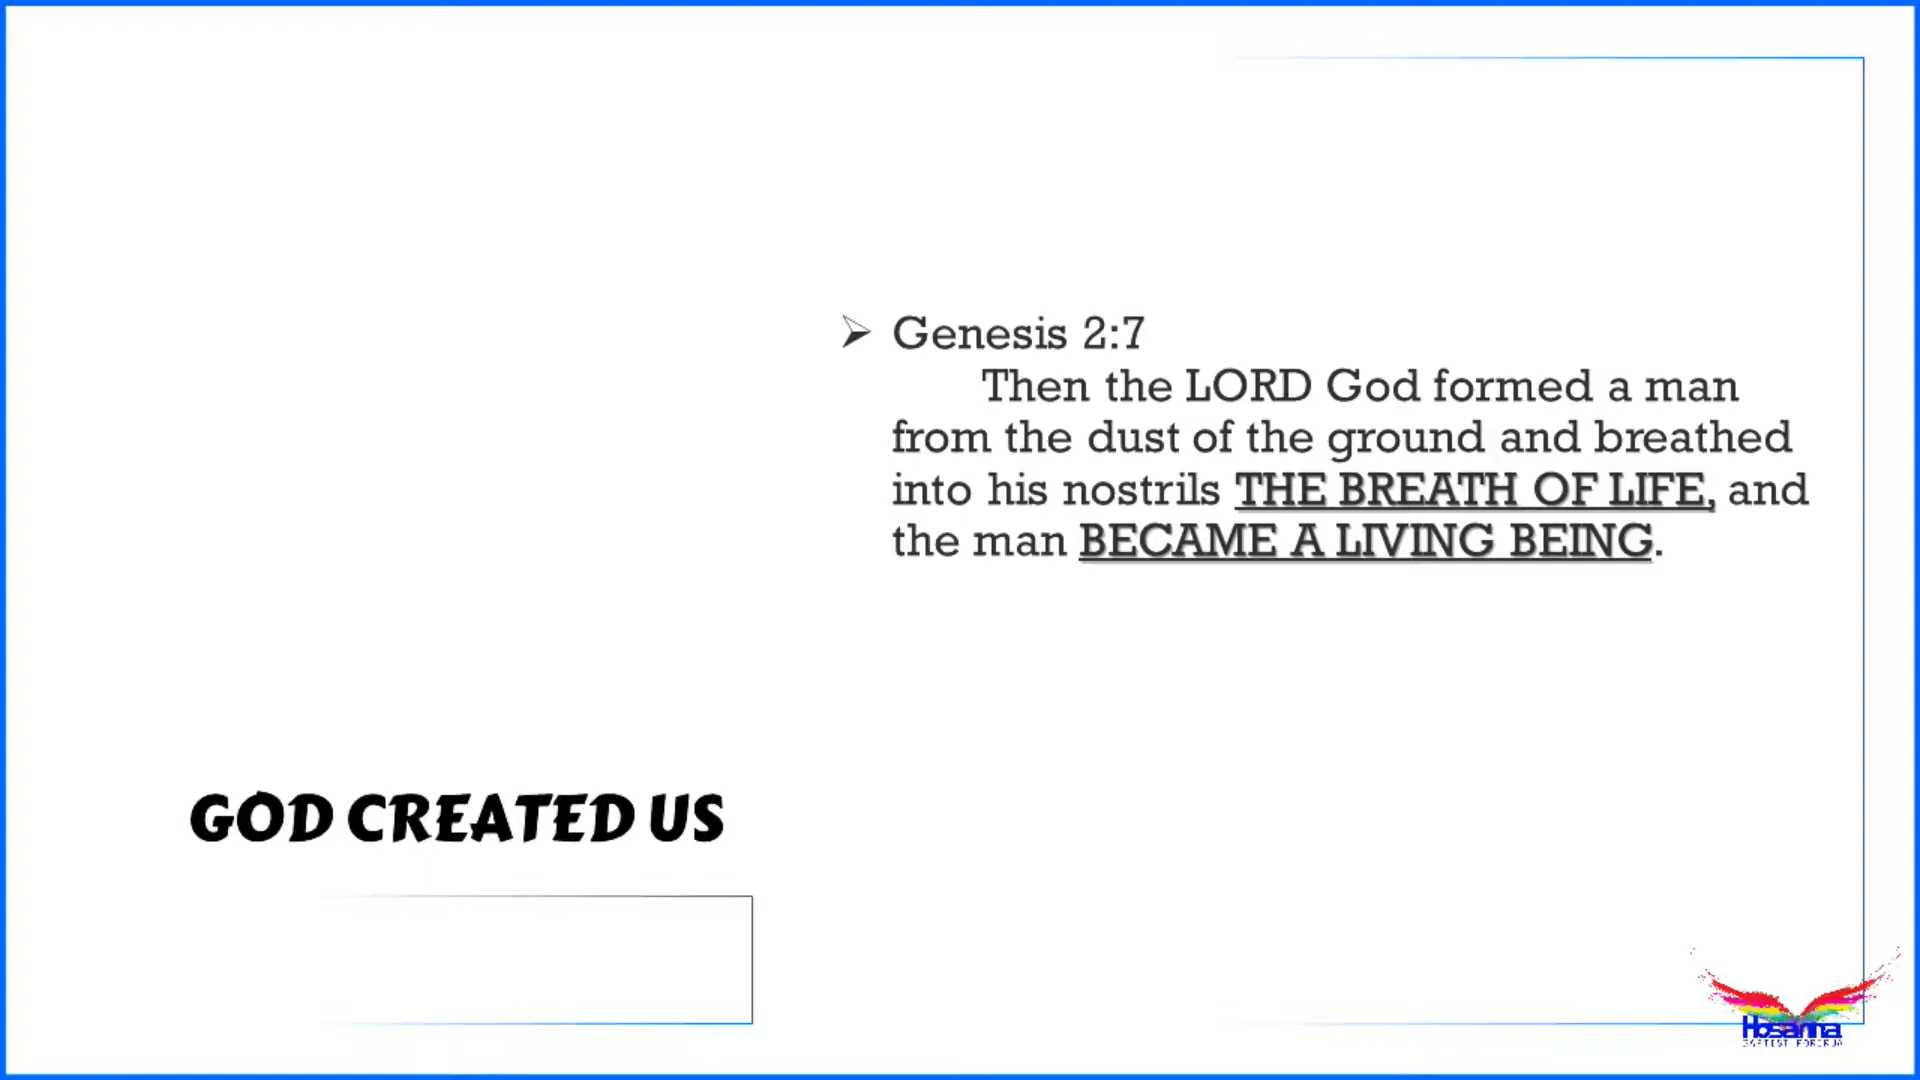 ➢ Genesis 2:7
Then the LORD God formed a man
from the dust of the ground and breathed
into his nostrils THE BREATH OF LIFE, and
the man BECAME A LIVING BEING.
GOD CREATED US
Hosanna